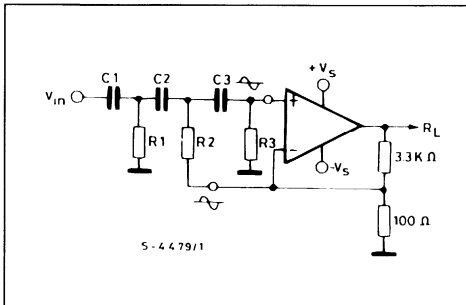 C1 C2 C3
+Vs
Vin
+
RL
R1 R2 R3
−
3.3K Ω
-Vs
100 Ω
S-4479/1